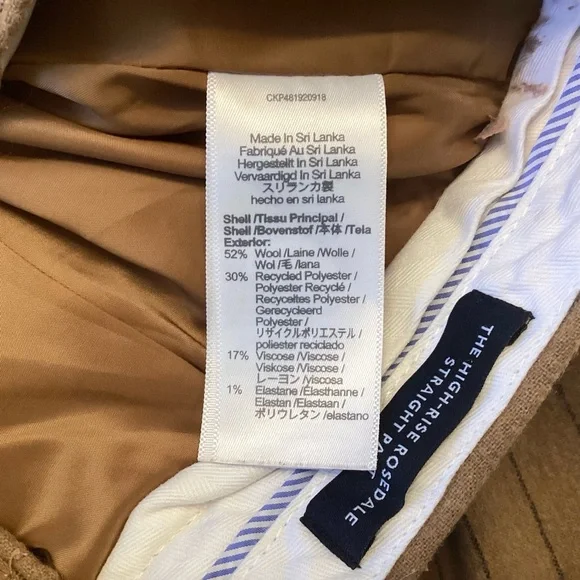 CKP481920918
Made In Sri Lanka
Fabriqué Au Sri Lanka
Hergestellt In Sri Lanka
Vervaardigd In Sri Lanka
スリランカ製
hecho en sri lanka
Shell /Tissu Principal /
Shell /Bovenstof /本体 /Tela
Exterior:
52% Wool /Laine /Wolle /
Wol /毛 /lana
30% Recycled Polyester /
Polyester Recyclé /
Recyceltes Polyester /
Gerecycleerd
Polyester /
リサイクルポリエステル /
poliester reciclado
17% Viscose /Viscose /
Viskose /Viscose /
レーヨン /viscosa
1% Elastane /Élasthanne /
Elastan /Elastaan /
ポリウレタン /elastano
THE HIGH-RISE ROSEDALE
STRAIGHT PA